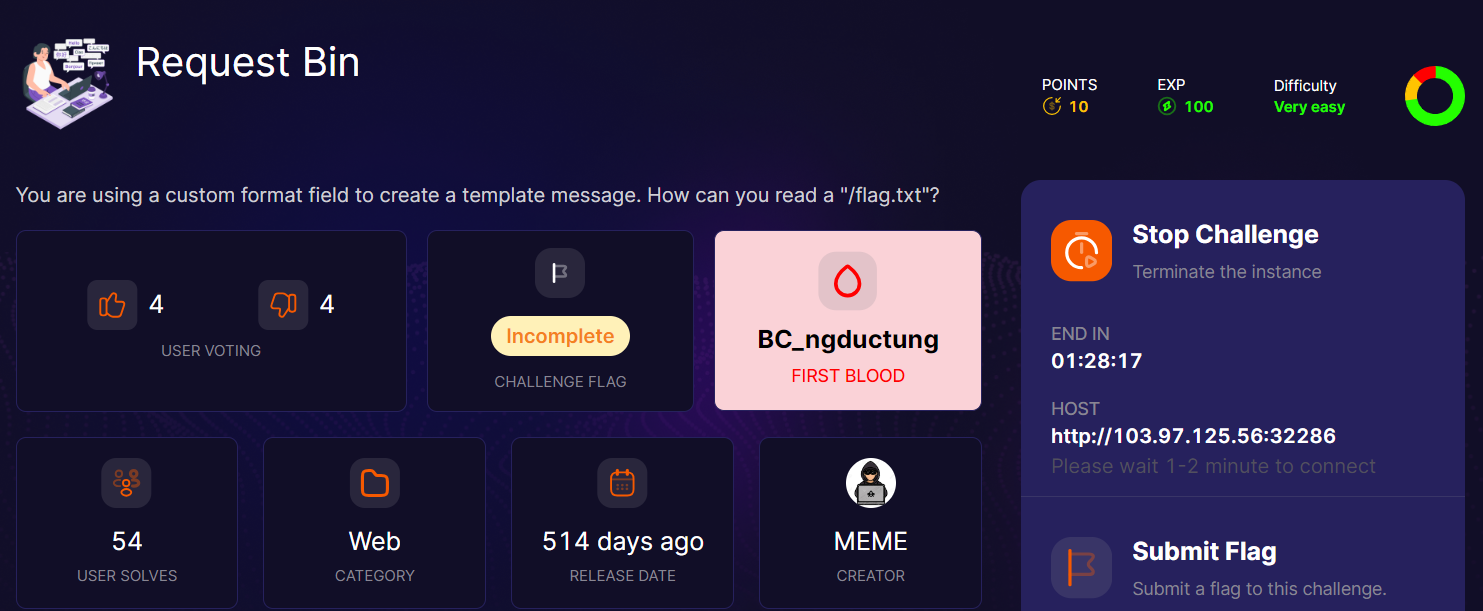 Request Bin
POINTS
10
EXP
100
Difficulty
Very easy
You are using a custom format field to create a template message. How can you read a "/flag.txt"?
4
4
USER VOTING
Incomplete
CHALLENGE FLAG
BC_ngductung
FIRST BLOOD
54
USER SOLVES
Web
CATEGORY
514 days ago
RELEASE DATE
MEME
CREATOR
Stop Challenge
Terminate the instance
END IN
01:28:17
HOST
http://103.97.125.56:32286
Please wait 1-2 minute to connect
Submit Flag
Submit a flag to this challenge.